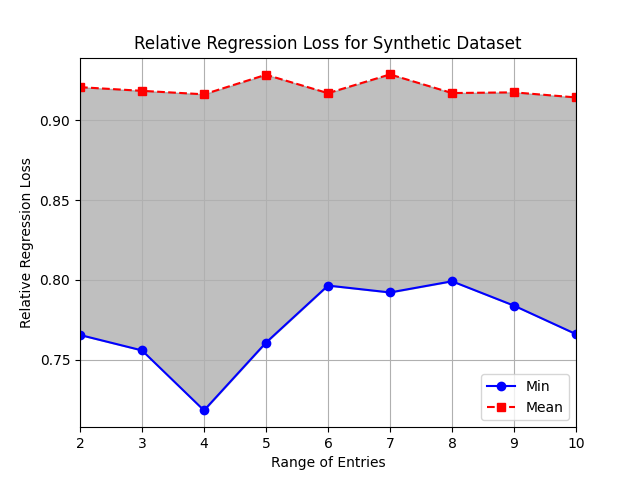 Relative Regression Loss for Synthetic Dataset
Relative Regression Loss
0.90
0.85
0.80
0.75
2 3 4 5 6 7 8 9 10
Range of Entries
Min
Mean